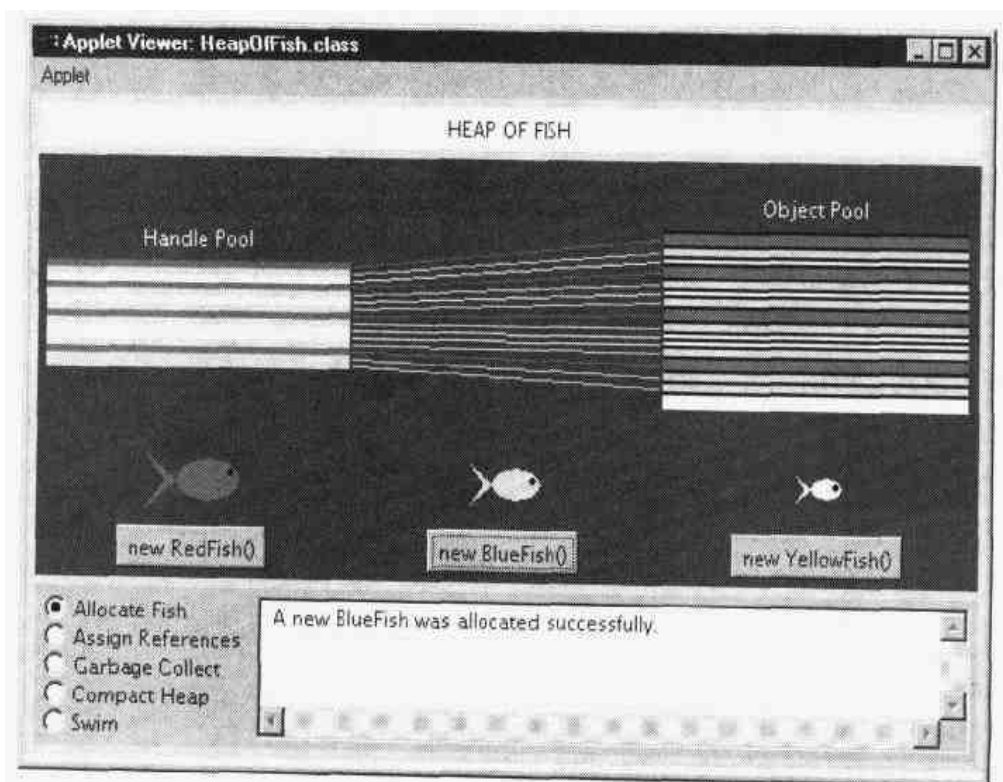 Applet Viewer: HeapOfFish.class
Applet
HEAP OF FISH
Handle Pool
Object Pool
new RedFish()
new BlueFish()
new YellowFish()
Allocate Fish
Assign References
Garbage Collect
Compact Heap
Swim
A new BlueFish was allocated successfully.